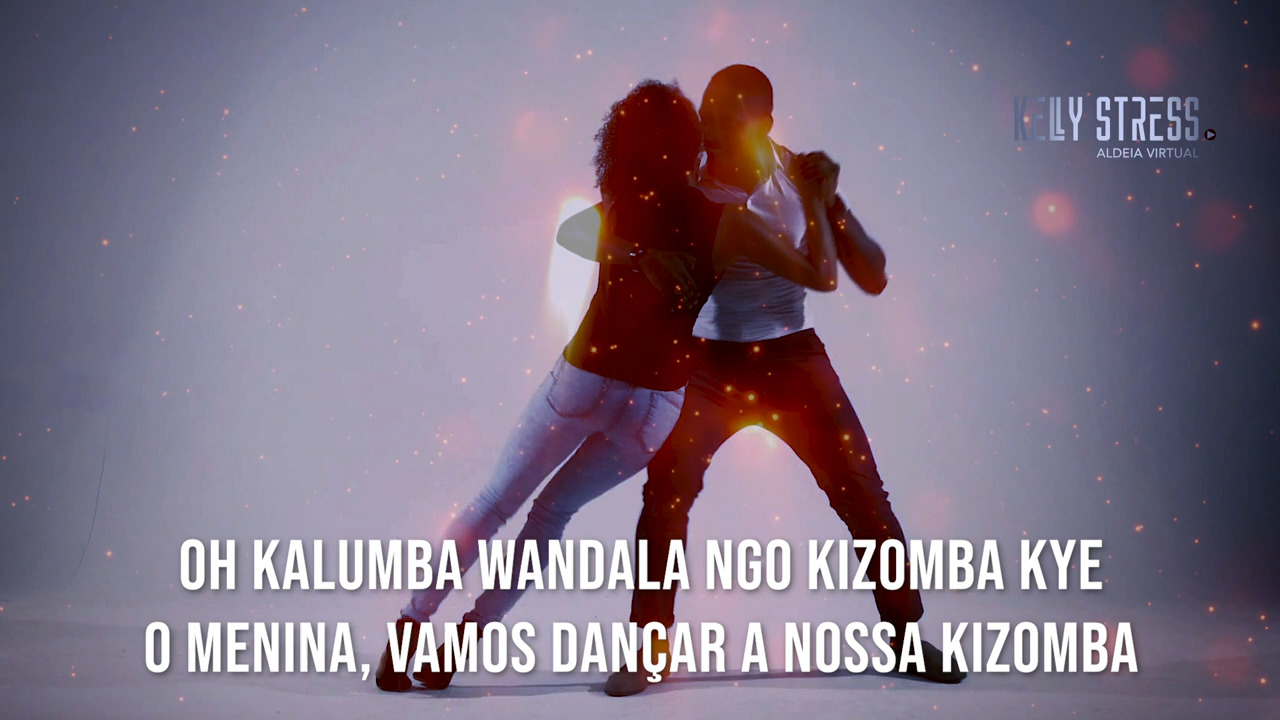 KELLY STRESS
ALDEIA VIRTUAL
OH KALUMBA WANDALA NGO KIZOMBA KYE
O MENINA, VAMOS DANÇAR A NOSSA KIZOMBA